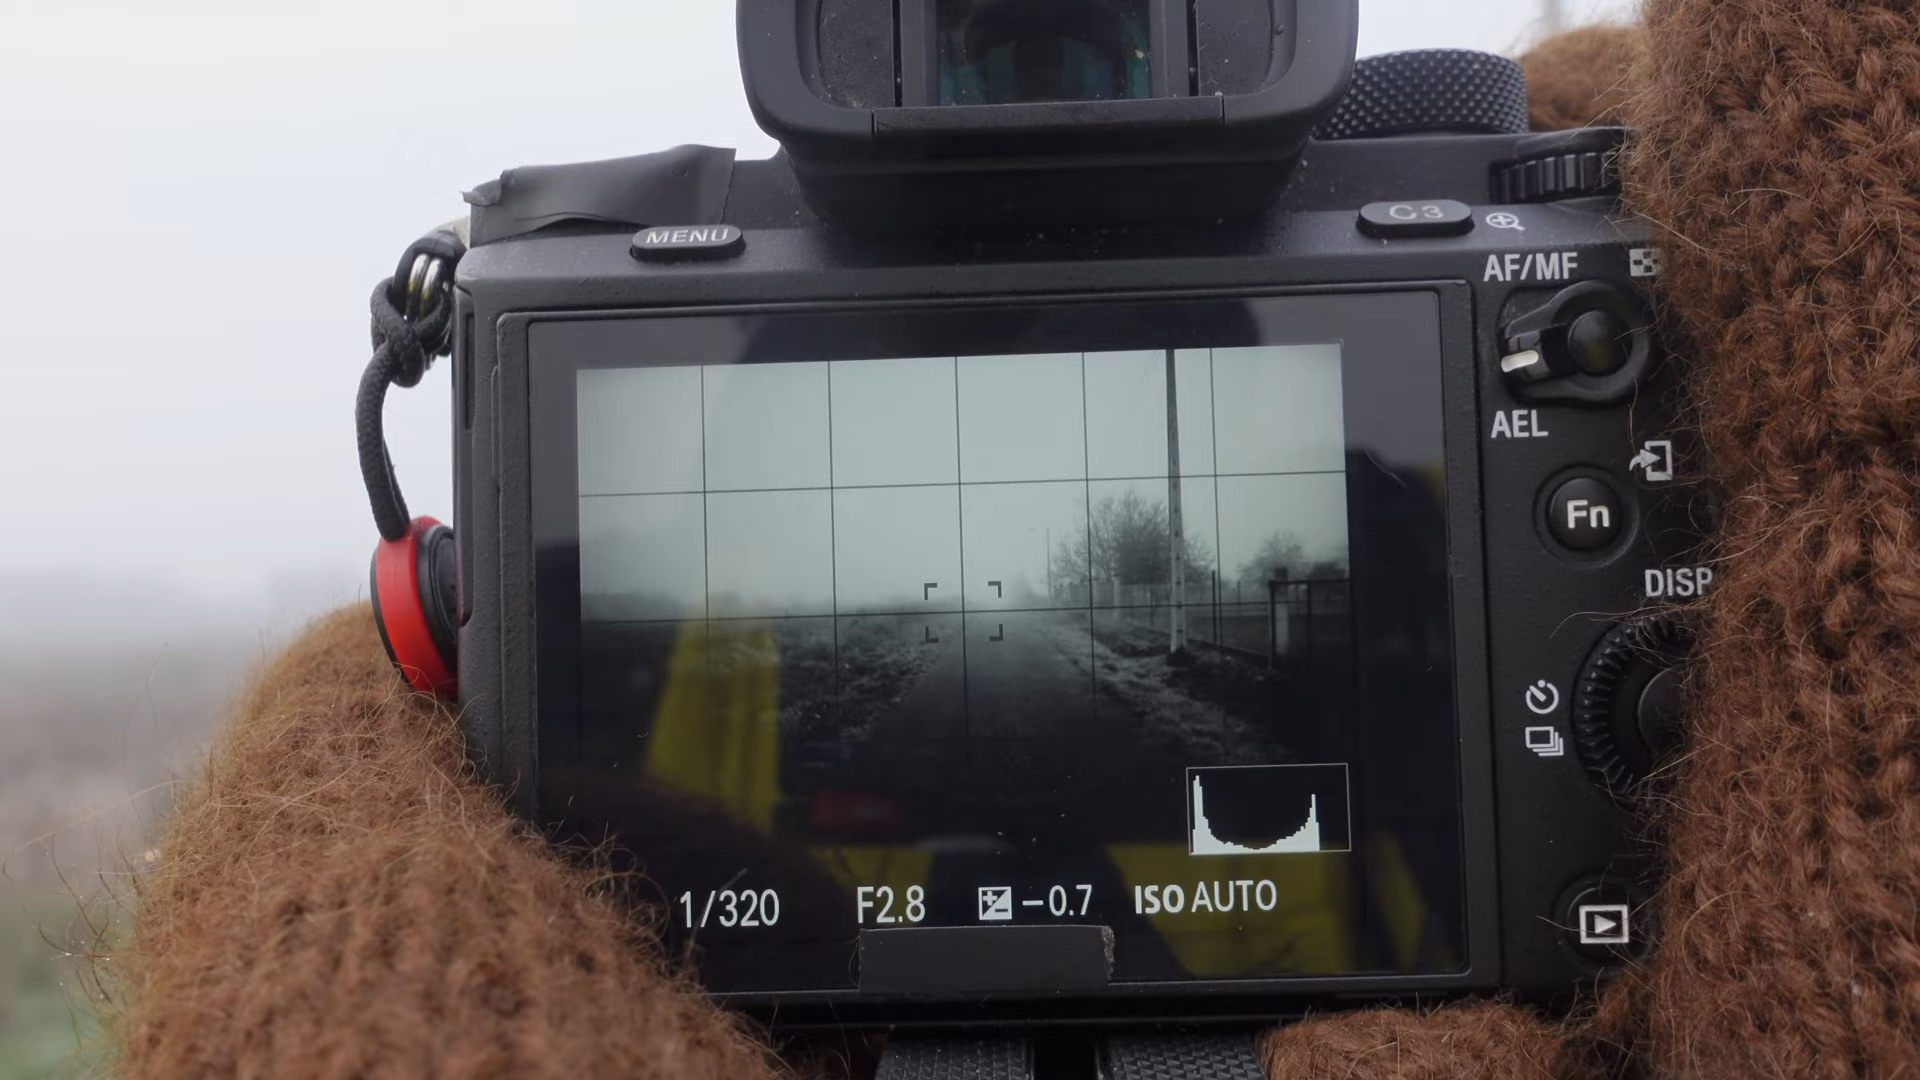 MENU
C3
AF/MF
AEL
Fn
DISP
1/320 F2.8 −0.7 ISO AUTO